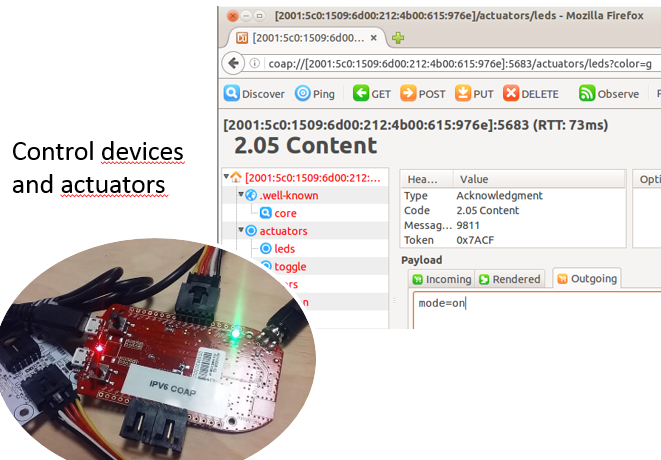 [2001:5c0:1509:6d00:212:4b00:615:976e]/actuators/leds - Mozilla Firefox
[2001:5c0:1509:6d00...
coap://[2001:5c0:1509:6d00:212:4b00:615:976e]:5683/actuators/leds?color=g
Discover Ping GET POST PUT DELETE Observe
[2001:5c0:1509:6d00:212:4b00:615:976e]:5683 (RTT: 73ms)
2.05 Content
Control devices
and actuators
[2001:5c0:1509:6d00:212:...
.well-known
core
actuators
leds
toggle
Hea... Value
Type Acknowledgment
Code 2.05 Content
Messag... 9811
Token 0x7ACF
Opti
Payload
Incoming Rendered Outgoing
mode=on
IPV6 COAP